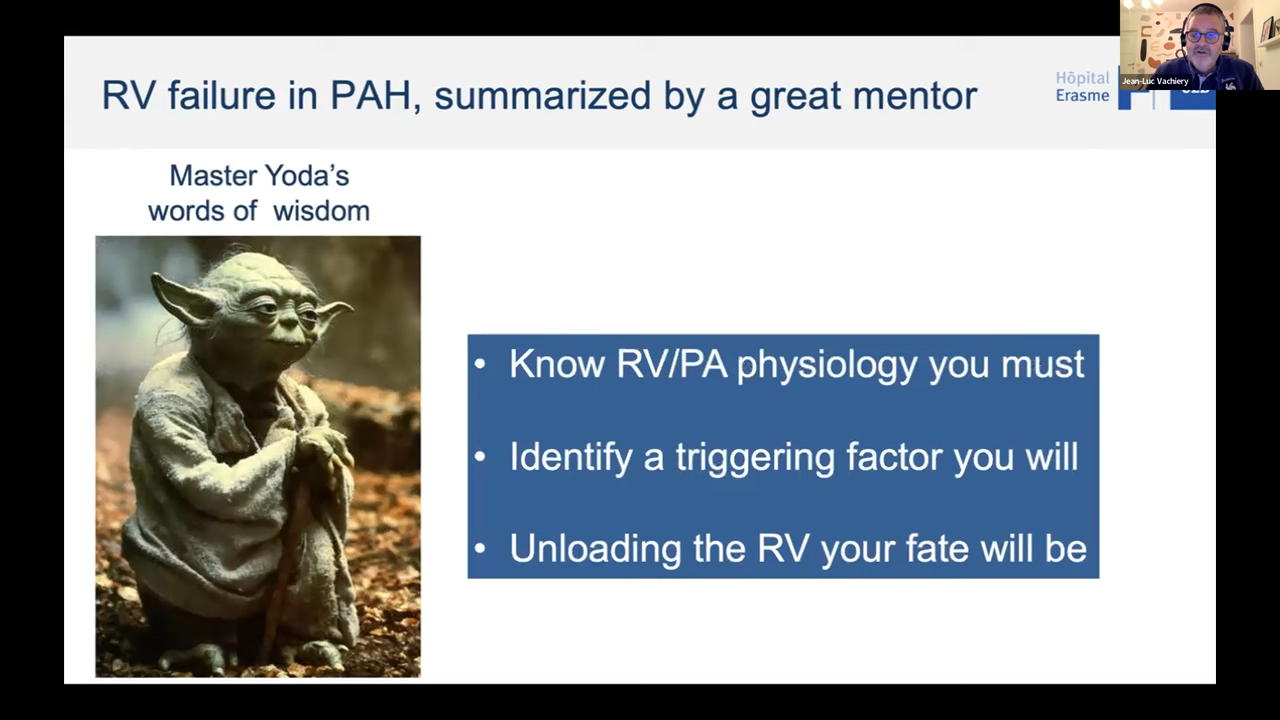 RV failure in PAH, summarized by a great mentor
Hôpital
Erasme
Jean-Luc Vachiery
Master Yoda's
words of wisdom
• Know RV/PA physiology you must
• Identify a triggering factor you will
• Unloading the RV your fate will be